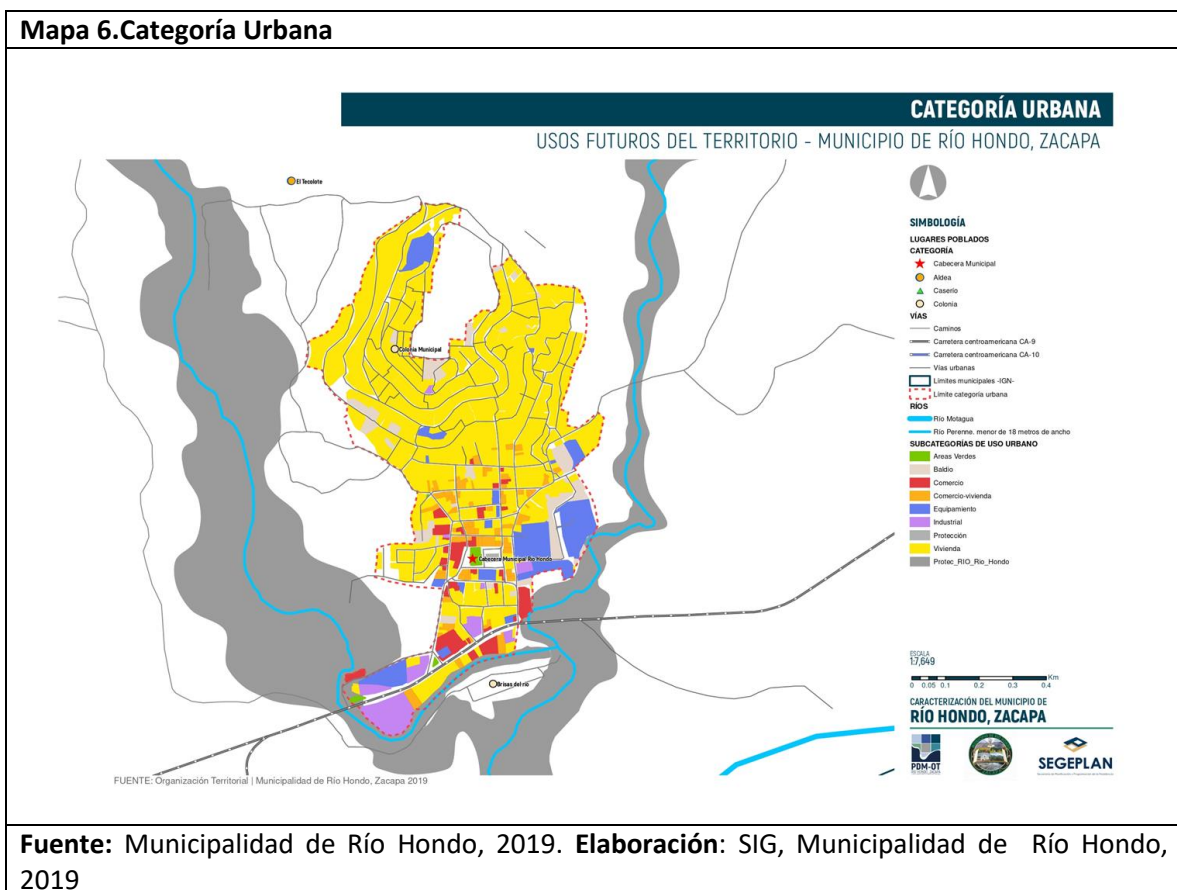 Mapa 6.Categoría Urbana
CATEGORÍA URBANA
USOS FUTUROS DEL TERRITORIO - MUNICIPIO DE RÍO HONDO, ZACAPA
El Tecolote
Colonia Municipal
Cabecera Municipal Río Hondo
Brisas del río
SIMBOLOGÍA
LUGARES POBLADOS
CATEGORÍA
Cabecera Municipal
Aldea
Caserío
Colonia
VÍAS
Caminos
Carretera centroamericana CA-9
Carretera centroamericana CA-10
Vías urbanas
Límites municipales -IGN-
Límite categoría urbana
RÍOS
Río Motagua
Río Perenne. menor de 18 metros de ancho
SUBCATEGORÍAS DE USO URBANO
Areas Verdes
Baldio
Comercio
Comercio-vivienda
Equipamiento
Industrial
Protección
Vivienda
Protec_RIO_Rio_Hondo
ESCALA
1:7,649
Km
0 0.05 0.1 0.2 0.3 0.4
CARACTERIZACIÓN DEL MUNICIPIO DE
RÍO HONDO, ZACAPA
PDM-OT
SEGEPLAN
FUENTE: Organización Territorial | Municipalidad de Río Hondo, Zacapa 2019
Fuente: Municipalidad de Río Hondo, 2019. Elaboración: SIG, Municipalidad de Río Hondo,
2019